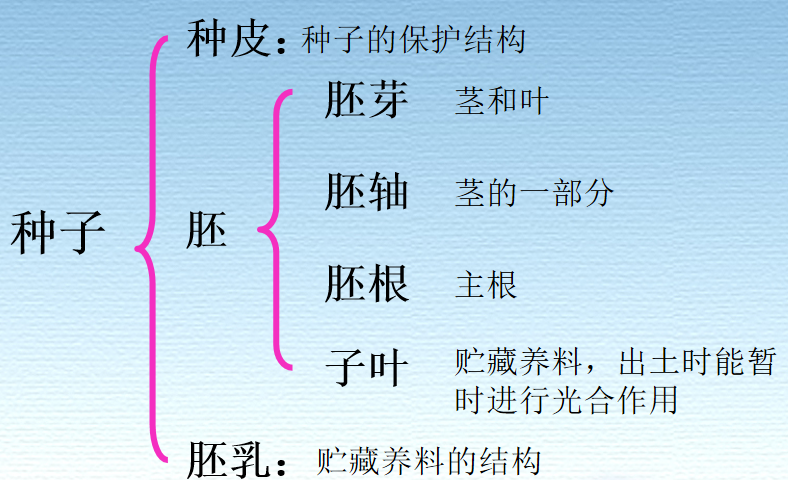 种皮：种子的保护结构
胚芽 茎和叶
胚轴 茎的一部分
种子
胚
胚根 主根
子叶 贮藏养料，出土时能暂
时进行光合作用
胚乳：贮藏养料的结构